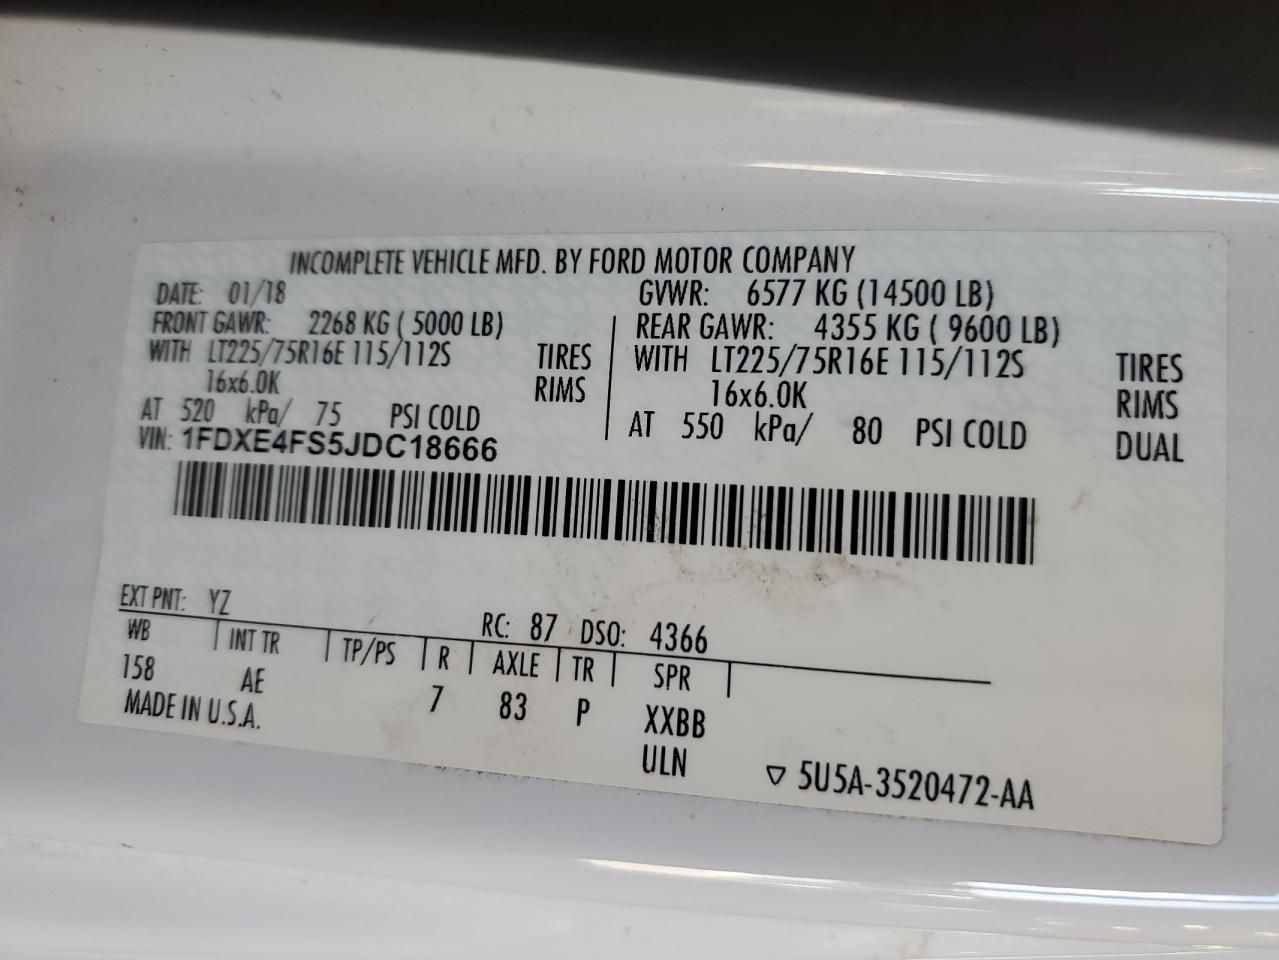 INCOMPLETE VEHICLE MFD. BY FORD MOTOR COMPANY
DATE: 01/18 GVWR: 6577 KG (14500 LB)
FRONT GAWR: 2268 KG ( 5000 LB) REAR GAWR: 4355 KG ( 9600 LB)
WITH LT225/75R16E 115/112S TIRES WITH LT225/75R16E 115/112S TIRES
16x6.0K RIMS 16x6.0K RIMS
AT 520 kPa/ 75 PSI COLD AT 550 kPa/ 80 PSI COLD DUAL
VIN: 1FDXE4FS5JDC18666
EXT PNT: YZ RC: 87 DSO: 4366
WB INT TR TP/PS R AXLE TR SPR
158 AE 7 83 P XXBB
MADE IN U.S.A. ULN
5U5A-3520472-AA